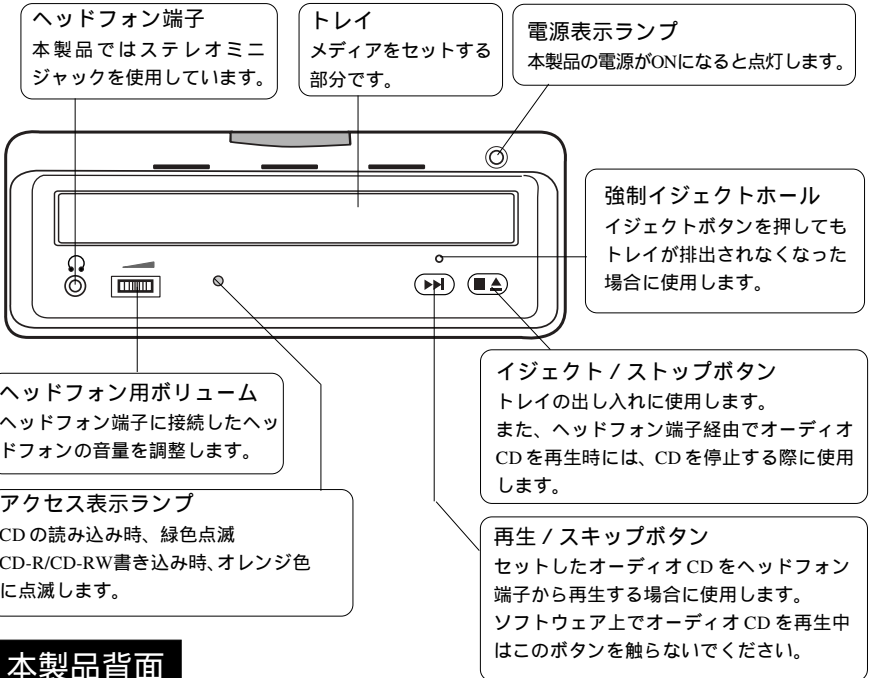 ヘッドフォン端子
本製品ではステレオミニ
ジャックを使用しています。
トレイ
メディアをセットする
部分です。
電源表示ランプ
本製品の電源がONになると点灯します。
強制イジェクトホール
イジェクトボタンを押しても
トレイが排出されなくなった
場合に使用します。
ヘッドフォン用ボリューム
ヘッドフォン端子に接続したヘッ
ドフォンの音量を調整します。
イジェクト / ストップボタン
トレイの出し入れに使用します。
また、ヘッドフォン端子経由でオーディオ
CD を再生時には、CD を停止する際に使用
します。
アクセス表示ランプ
CD の読み込み時、緑色点滅
CD-R/CD-RW書き込み時、オレンジ色
に点滅します。
再生 / スキップボタン
セットしたオーディオ CD をヘッドフォン
端子から再生する場合に使用します。
ソフトウェア上でオーディオ CD を再生中
はこのボタンを触らないでください。
本製品背面